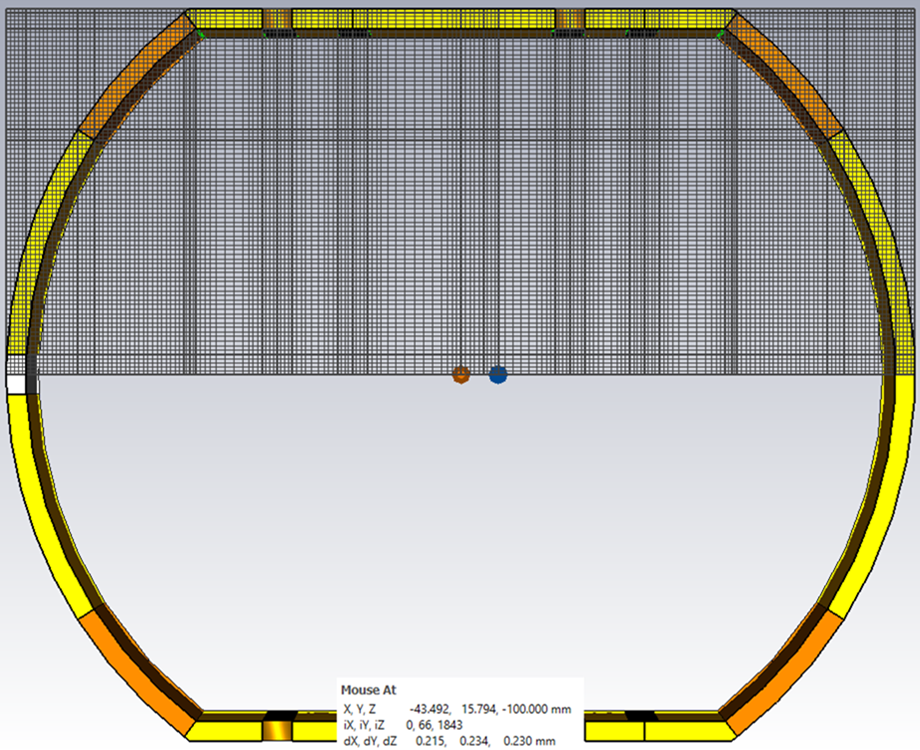 Mouse At
X, Y, Z -43.492, 15.794, -100.000 mm
iX, iY, iZ 0, 66, 1843
dX, dY, dZ 0.215, 0.234, 0.230 mm